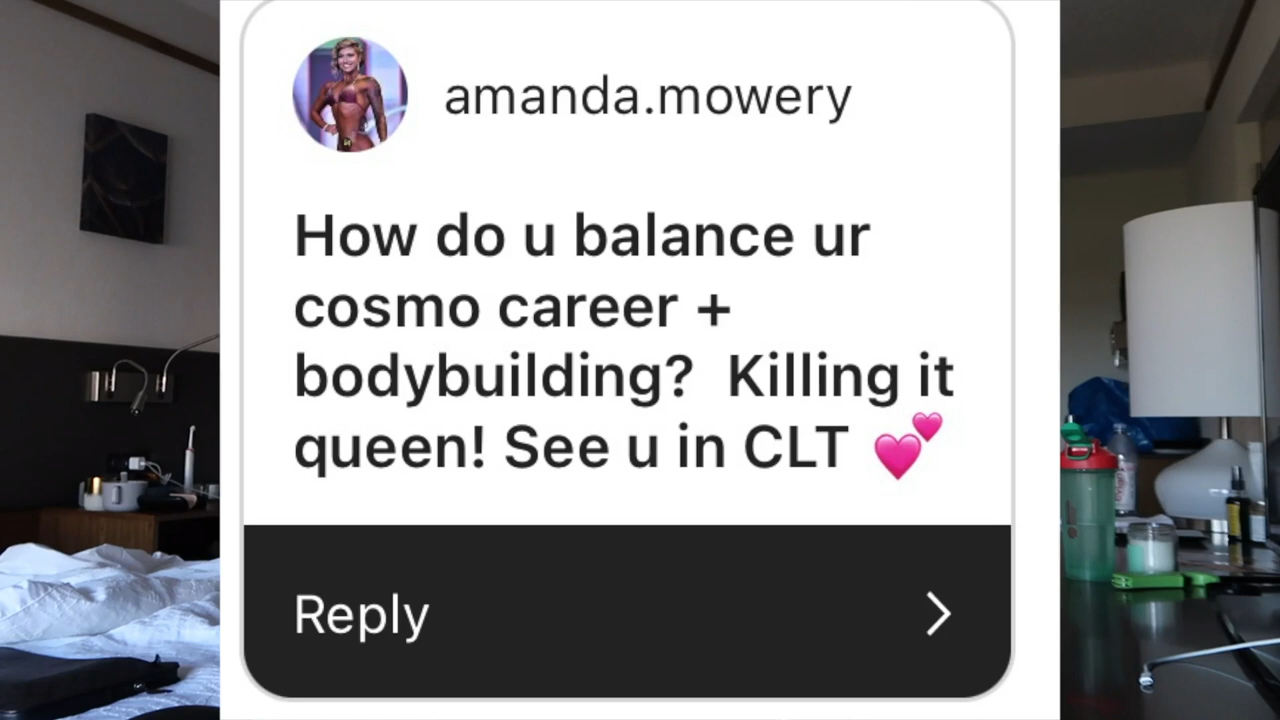 amanda.mowery
How do u balance ur
cosmo career +
bodybuilding?  Killing it
queen! See u in CLT 💕
Reply